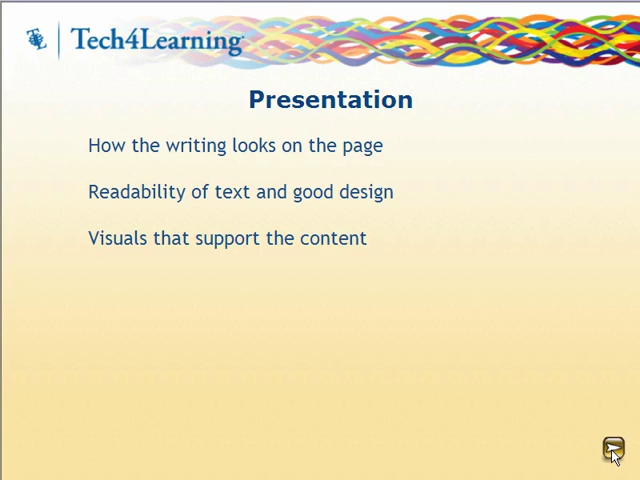 Tech4Learning
Presentation
How the writing looks on the page
Readability of text and good design
Visuals that support the content